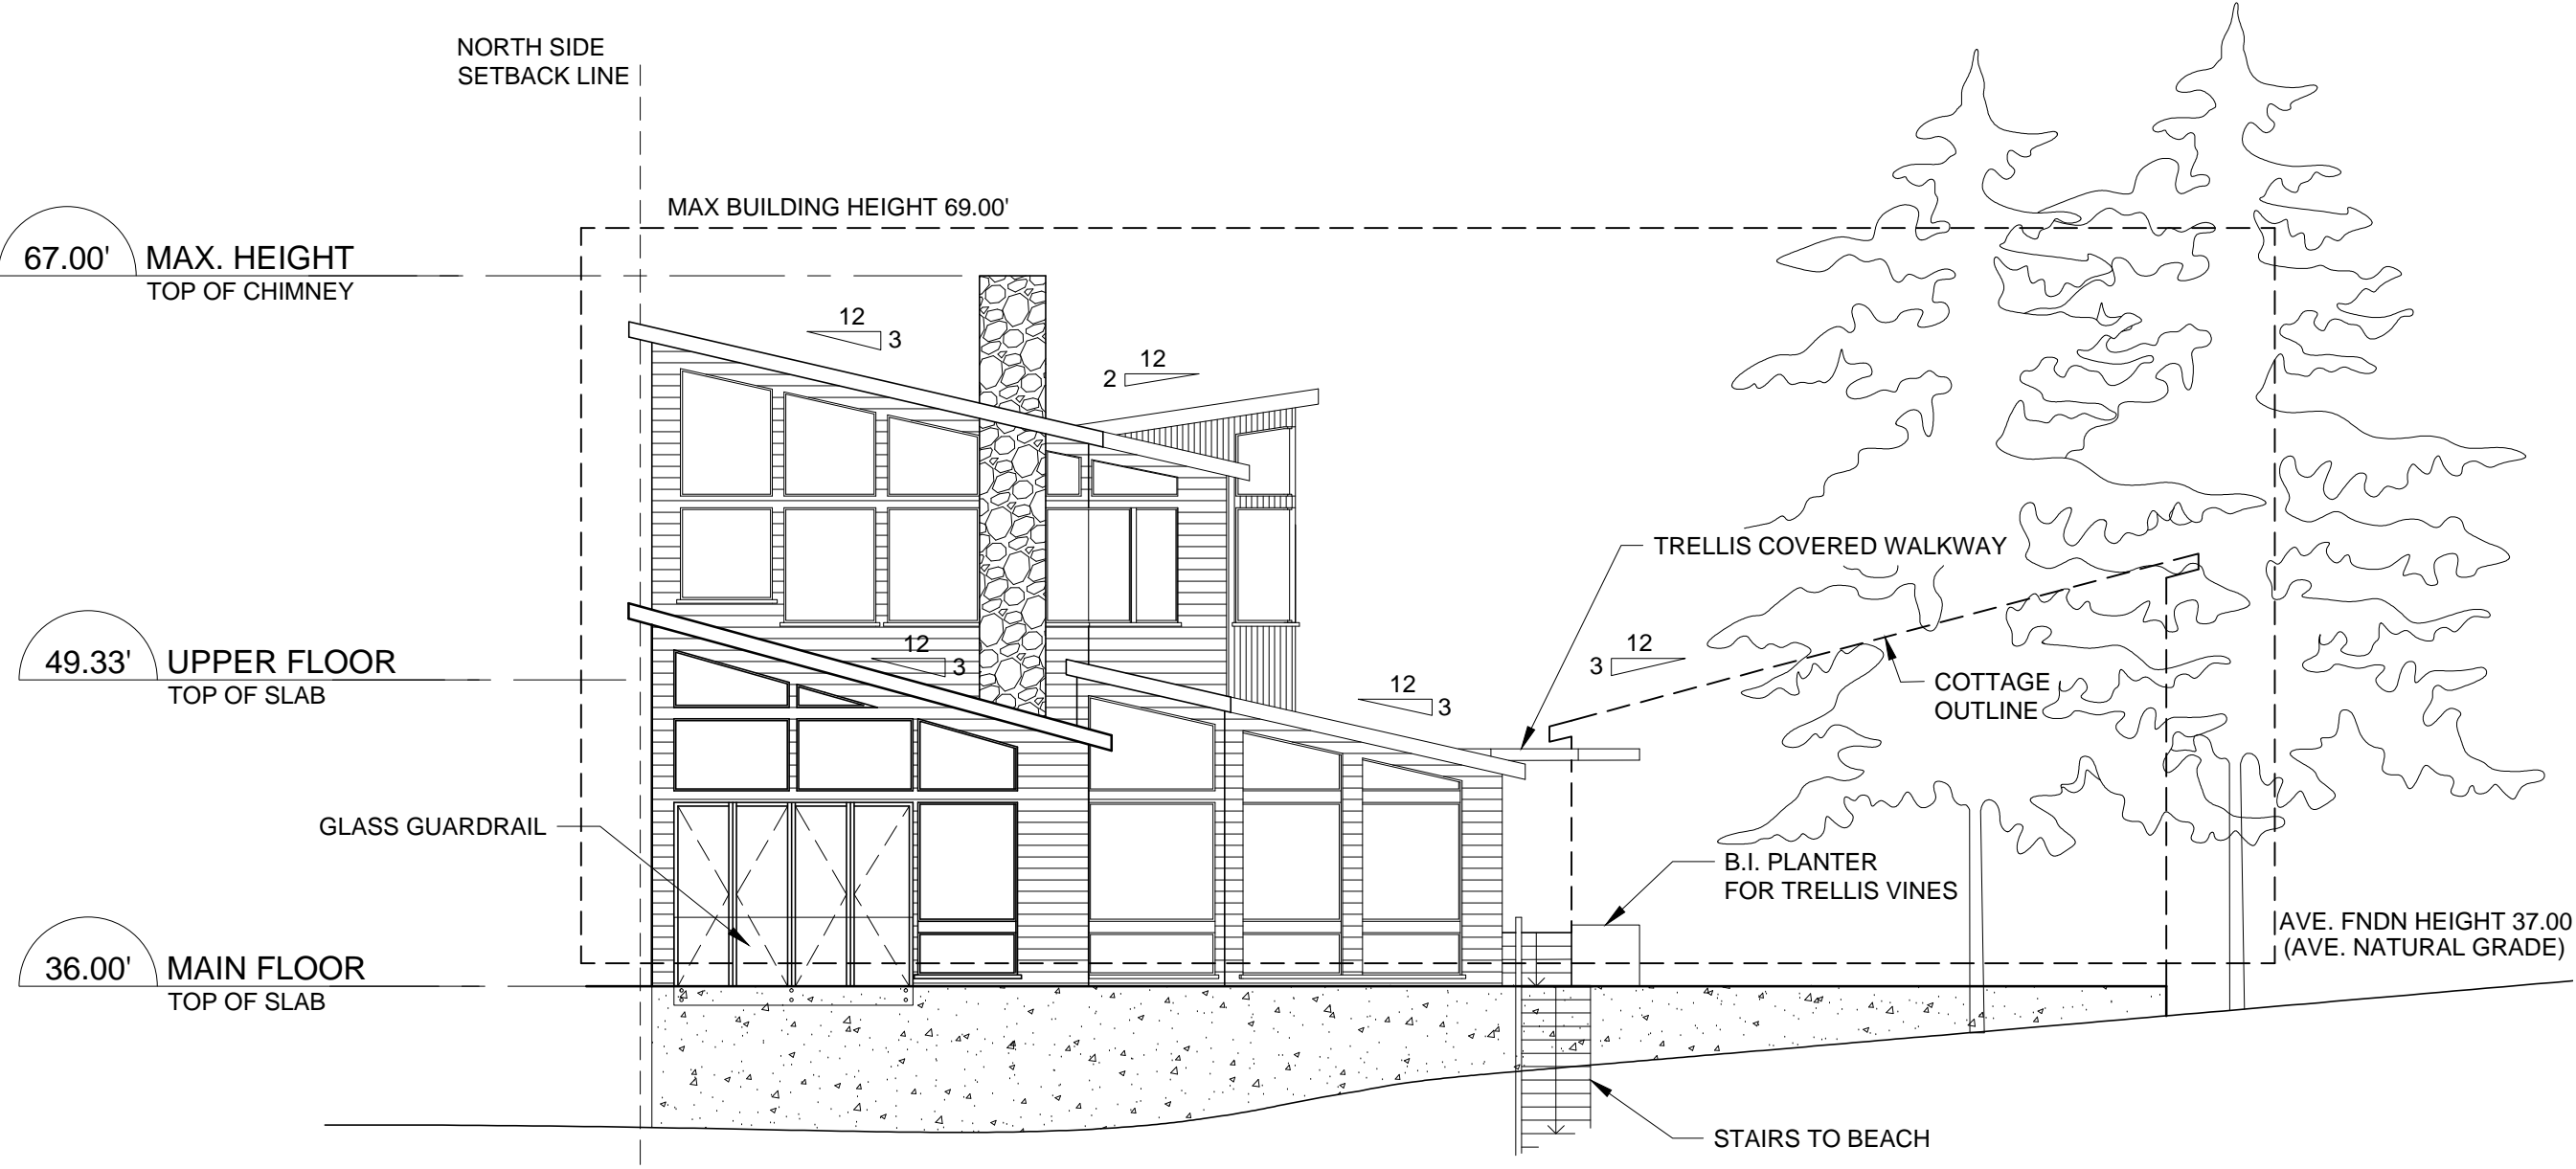 NORTH SIDE
SETBACK LINE
MAX BUILDING HEIGHT 69.00'
67.00' MAX. HEIGHT
TOP OF CHIMNEY
12
3
12
2
TRELLIS COVERED WALKWAY
49.33' UPPER FLOOR
TOP OF SLAB
12
3
12
3
12
3
COTTAGE
OUTLINE
GLASS GUARDRAIL
B.I. PLANTER
FOR TRELLIS VINES
AVE. FNDN HEIGHT 37.00
(AVE. NATURAL GRADE)
36.00' MAIN FLOOR
TOP OF SLAB
STAIRS TO BEACH